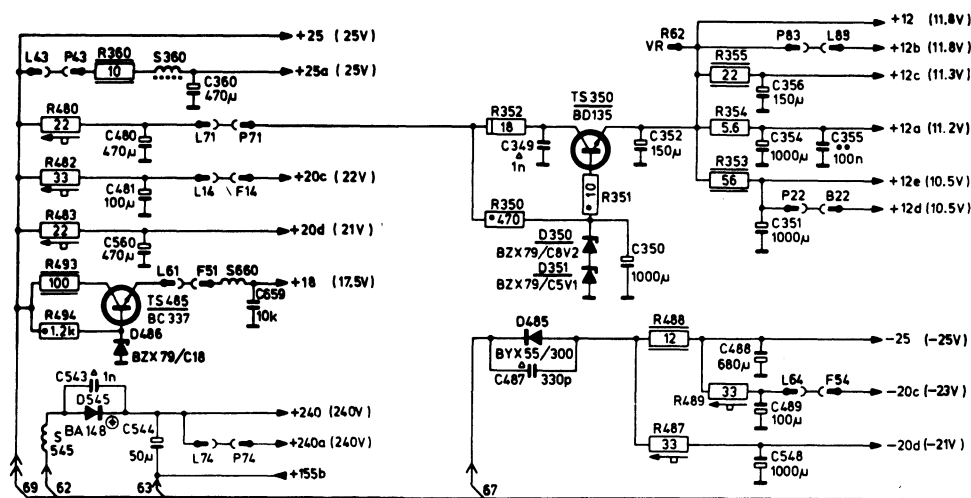 +25 (25V)
L43 P43 R360 S360
10
+25a (25V)
C360
470µ
R480
22
C480
470µ
L71 P71
R482
33
C481
100µ
L14 F14
+20c (22V)
R483
22
C560
470µ
+20d (21V)
R493
100
L61 F51 S660
+18 (17.5V)
C659
10k
TS485
BC337
R494
1.2k
D486
BZX79/C18
C543 1n
D545
BA148
C544
50µ
S
545
+240 (240V)
+240a (240V)
L74 P74
+155b
69 62 63 67
R352
18
C349
1n
TS350
BD135
C352
150µ
10
R351
R350
470
D350
BZX79/C8V2
D351
BZX79/C5V1
C350
1000µ
R62
VR
+12 (11.8V)
P83 L89
+12b (11.8V)
R355
22
+12c (11.3V)
C356
150µ
R354
5.6
+12a (11.2V)
C354
1000µ
C355
100n
R353
56
+12e (10.5V)
P22 B22
+12d (10.5V)
C351
1000µ
D485
BYX55/300
C487 330p
R488
12
-25 (-25V)
C488
680µ
R489
33
L64 F54
-20c (-23V)
C489
100µ
R487
33
-20d (-21V)
C548
1000µ